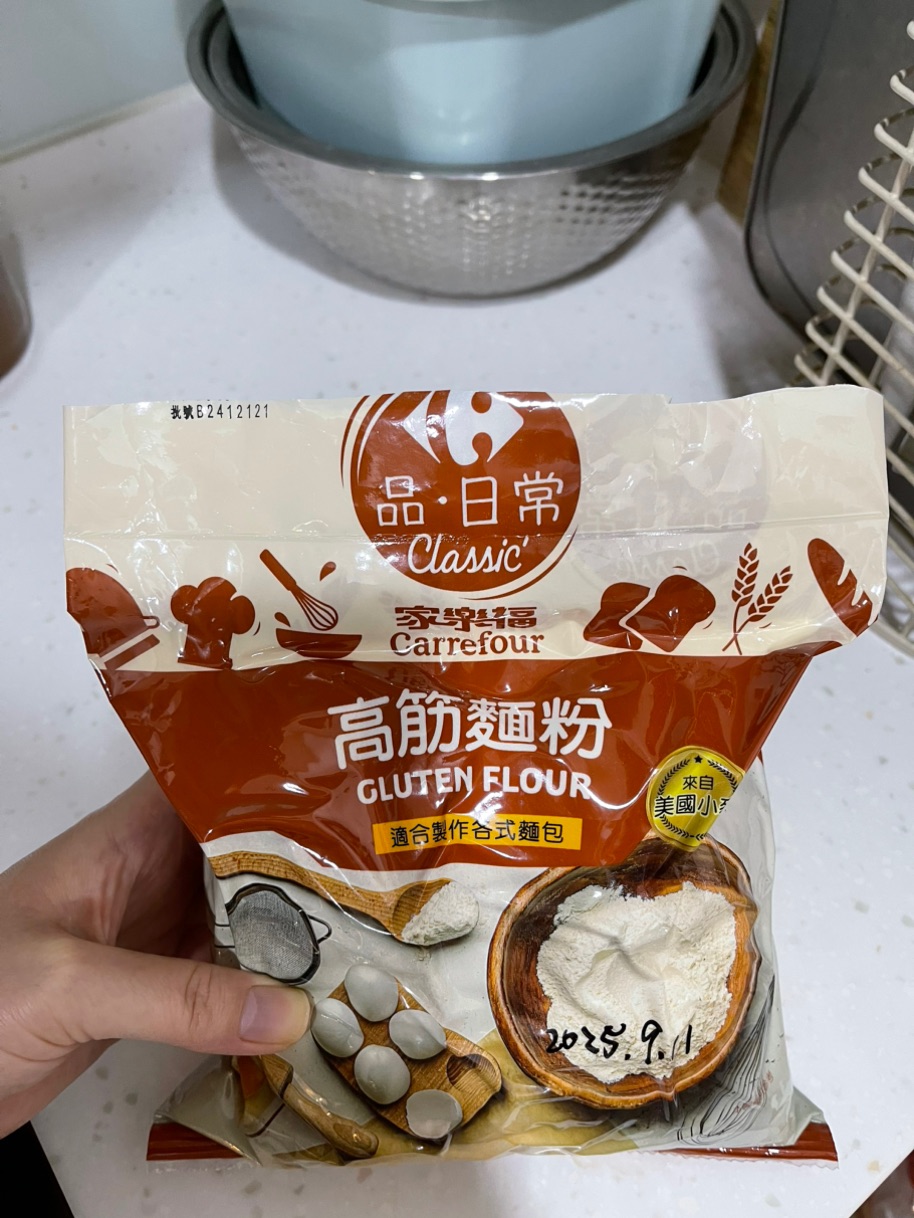 批號B2412121
品·日常
Classic
家樂福
Carrefour
高筋麵粉
GLUTEN FLOUR
來自
美國小
適合製作各式麵包
2025.9.11